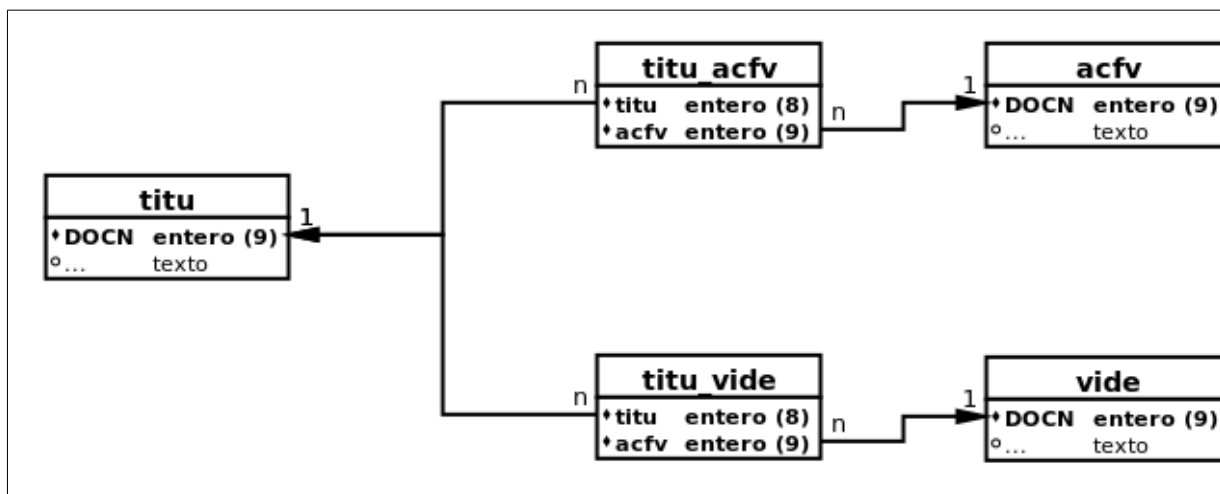 titu_acfv
titu entero (8)
acfv entero (9)
n
n
1
acfv
DOCN entero (9)
... texto
titu
DOCN entero (9)
... texto
1
titu_vide
titu entero (8)
acfv entero (9)
n
n
1
vide
DOCN entero (9)
... texto